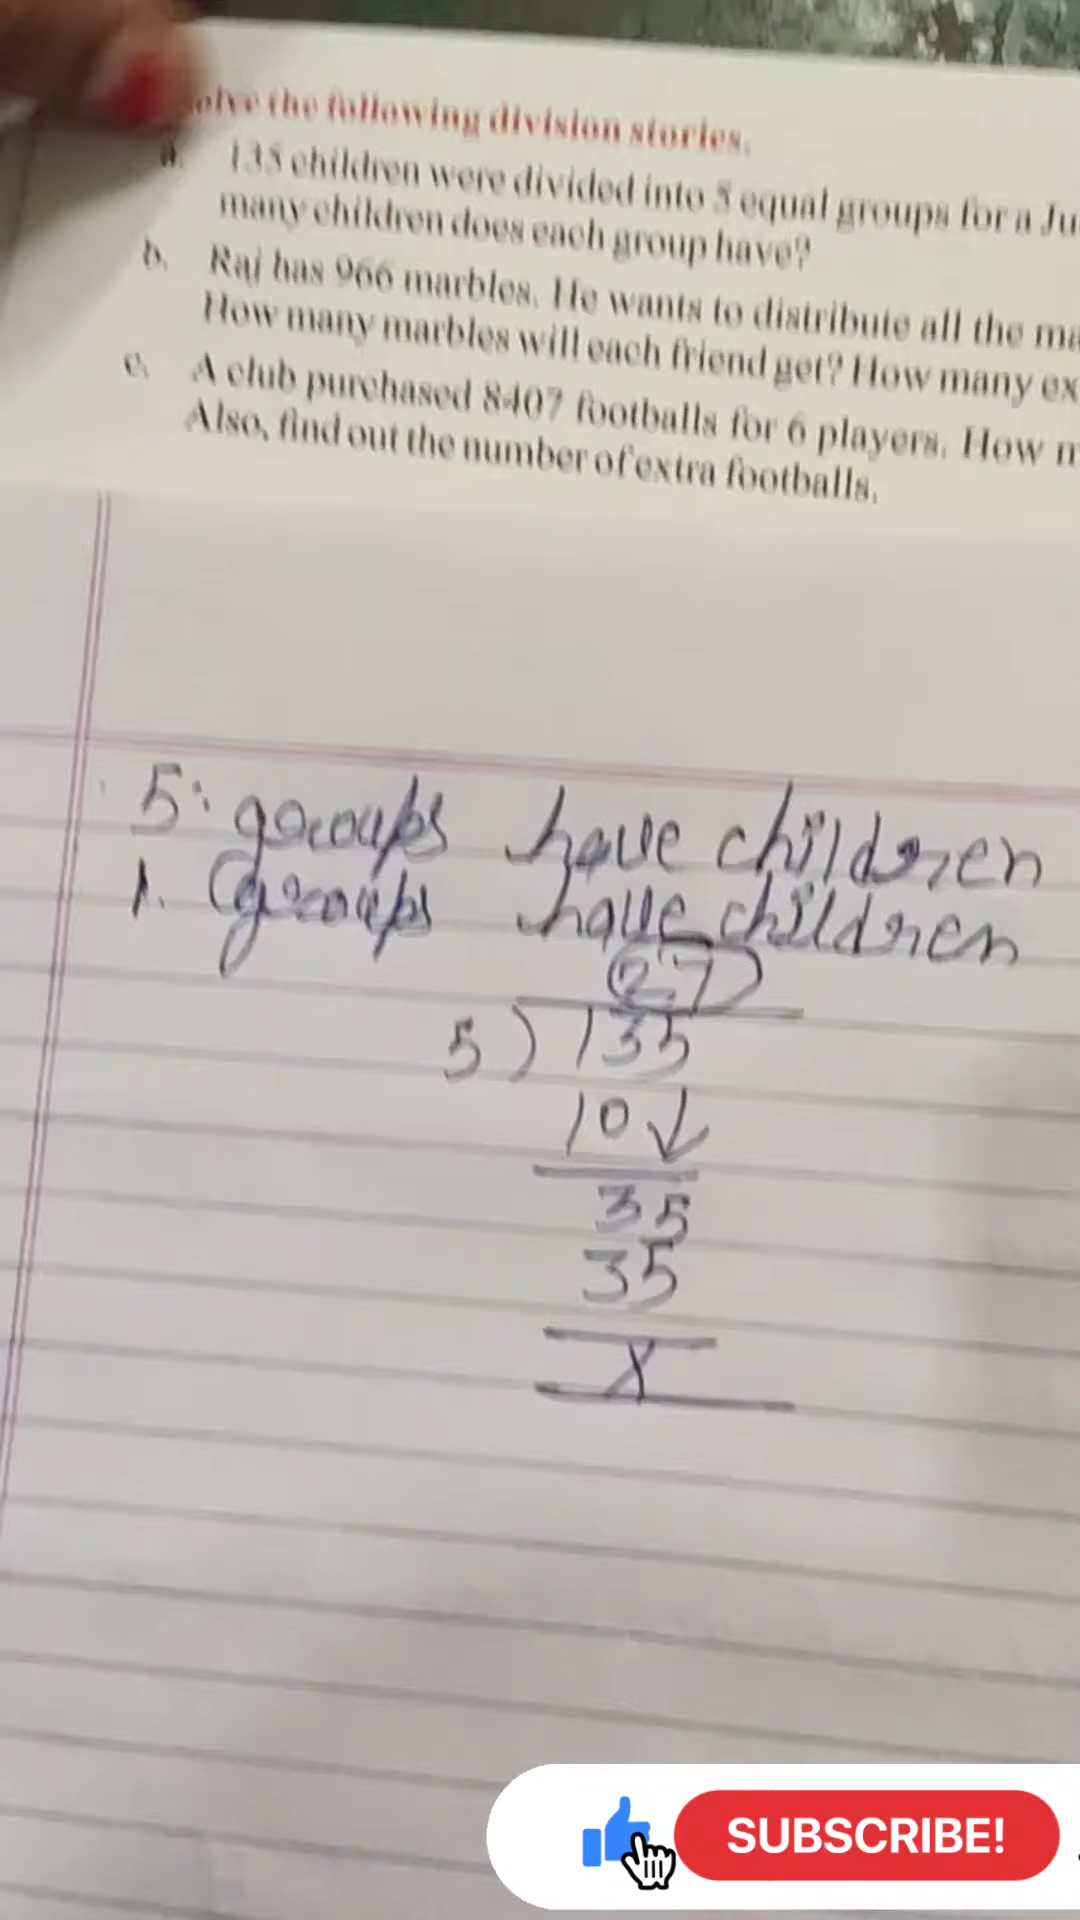 olve the following division stories.
a. 135 children were divided into 5 equal groups for a Ju
many children does each group have?
b. Raj has 966 marbles. He wants to distribute all the ma
How many marbles will each friend get? How many ex
c. A club purchased 8407 footballs for 6 players. How m
Also, find out the number of extra footballs.
5 groups have children
1. Groups have children
27
5) 135
10↓
35
35
X
SUBSCRIBE!